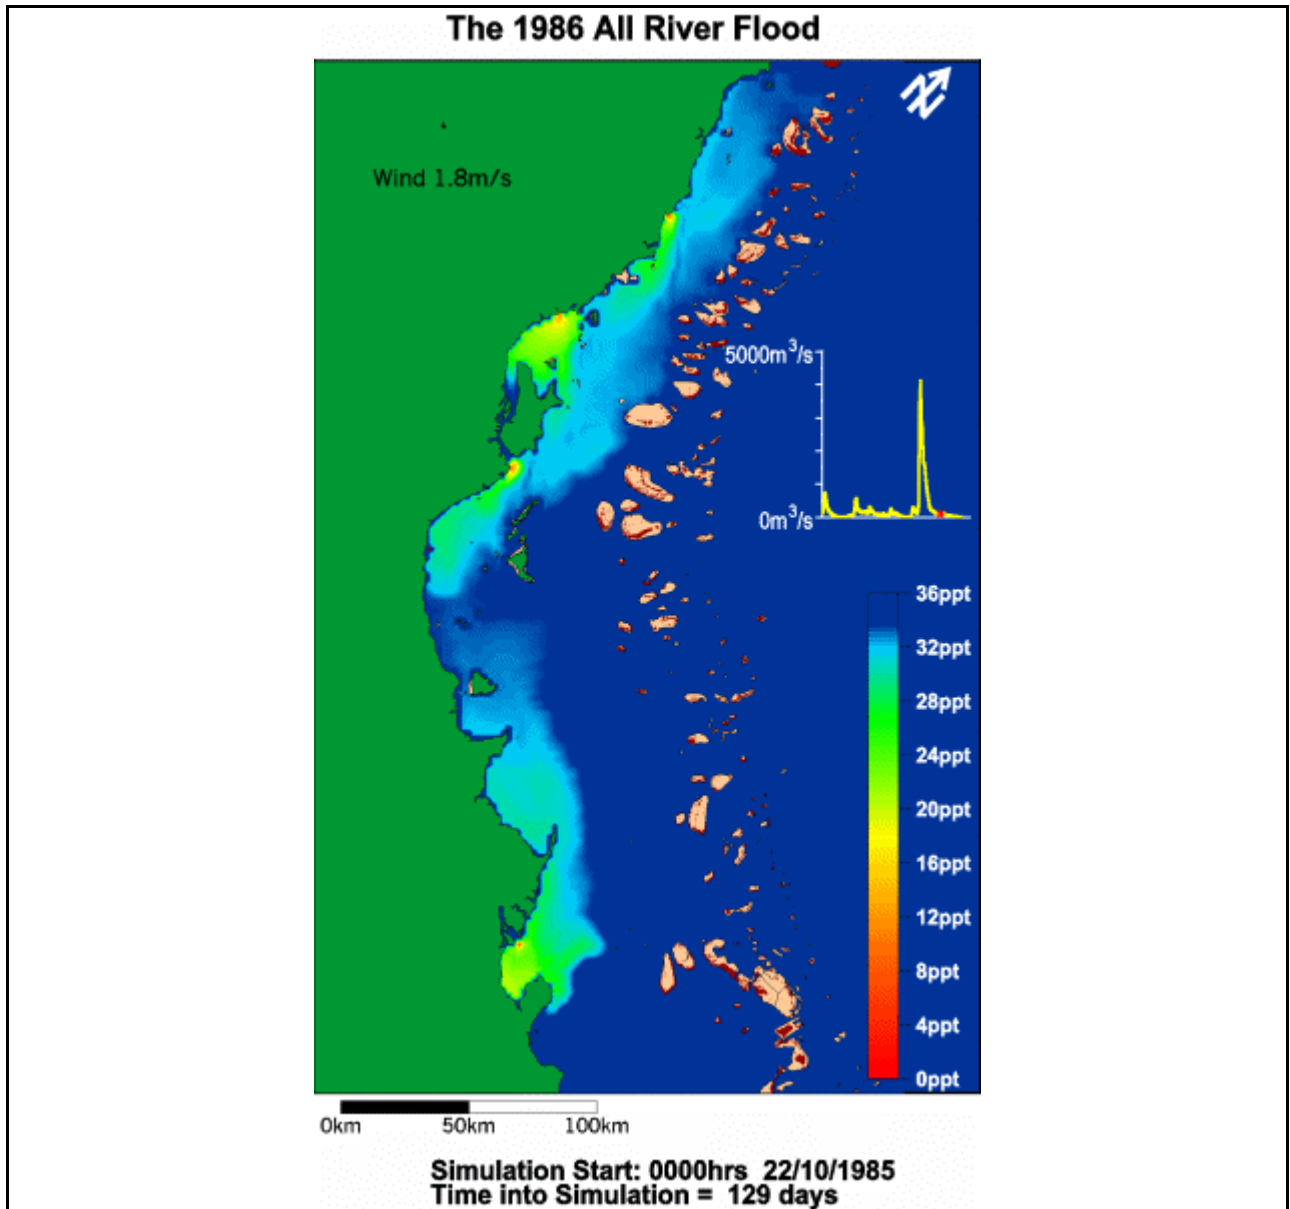 The 1986 All River Flood
N
Wind 1.8m/s
5000m³/s
0m³/s
36ppt
32ppt
28ppt
24ppt
20ppt
16ppt
12ppt
8ppt
4ppt
0ppt
0km 50km 100km
Simulation Start: 0000hrs 22/10/1985
Time into Simulation = 129 days